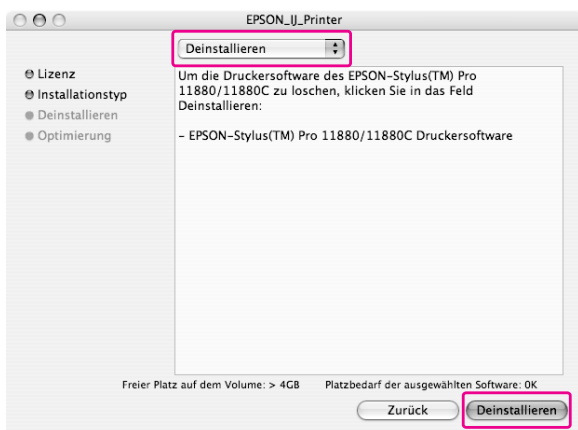 EPSON_IJ_Printer
Deinstallieren
Lizenz
Installationstyp
Deinstallieren
Optimierung
Um die Druckersoftware des EPSON-Stylus(TM) Pro
11880/11880C zu loschen, klicken Sie in das Feld
Deinstallieren:
- EPSON-Stylus(TM) Pro 11880/11880C Druckersoftware
Freier Platz auf dem Volume: > 4GB Platzbedarf der ausgewählten Software: 0K
Zurück Deinstallieren